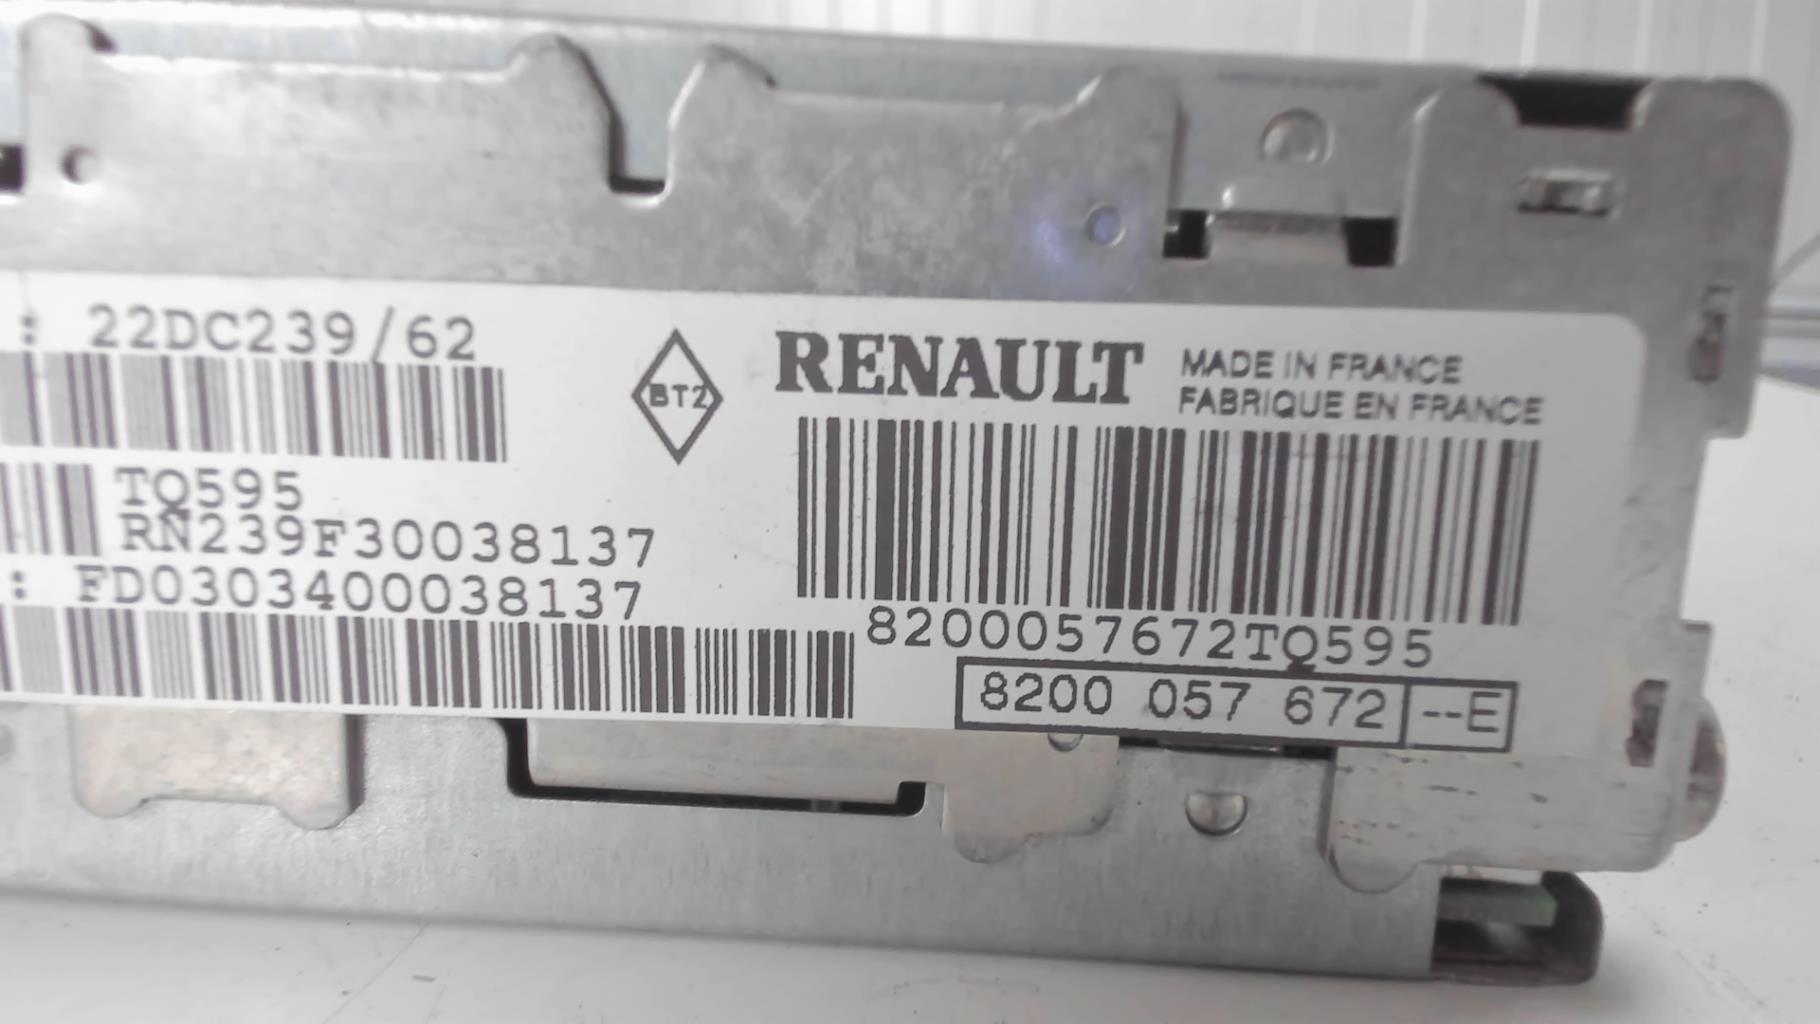 : 22DC239/62
TQ595
RN239F30038137
: FD0303400038137
BT2
RENAULT
MADE IN FRANCE
FABRIQUE EN FRANCE
8200057672TQ595
8200 057 672 --E